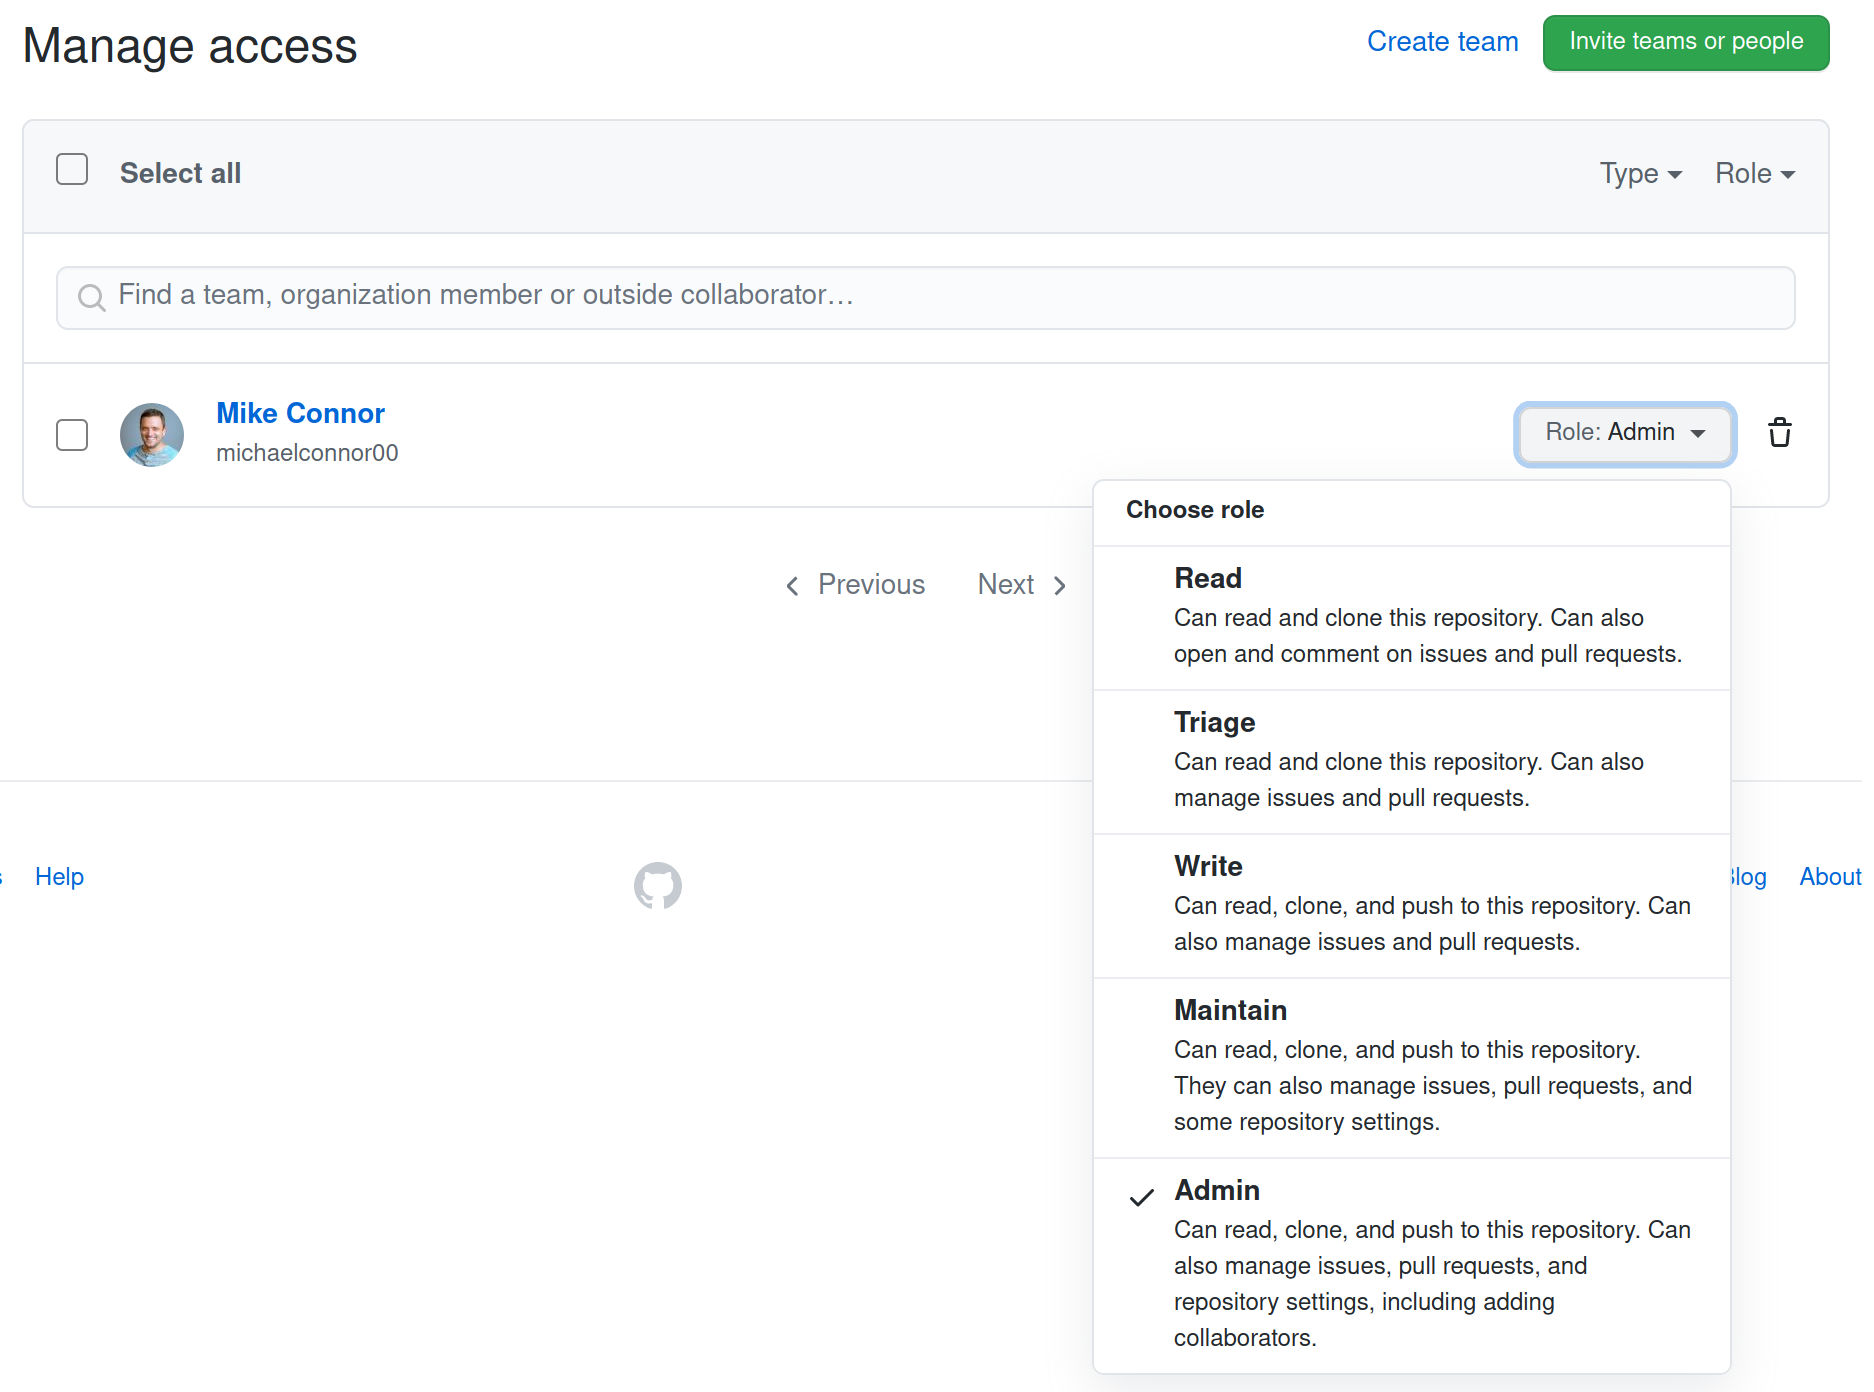 Manage access
Create team
Invite teams or people
Select all
Type
Role
Find a team, organization member or outside collaborator…
Mike Connor
michaelconnor00
Role: Admin
Choose role
Read
Can read and clone this repository. Can also
open and comment on issues and pull requests.
Triage
Can read and clone this repository. Can also
manage issues and pull requests.
Write
Can read, clone, and push to this repository. Can
also manage issues and pull requests.
Maintain
Can read, clone, and push to this repository.
They can also manage issues, pull requests, and
some repository settings.
Admin
Can read, clone, and push to this repository. Can
also manage issues, pull requests, and
repository settings, including adding
collaborators.
Previous
Next
Help
About